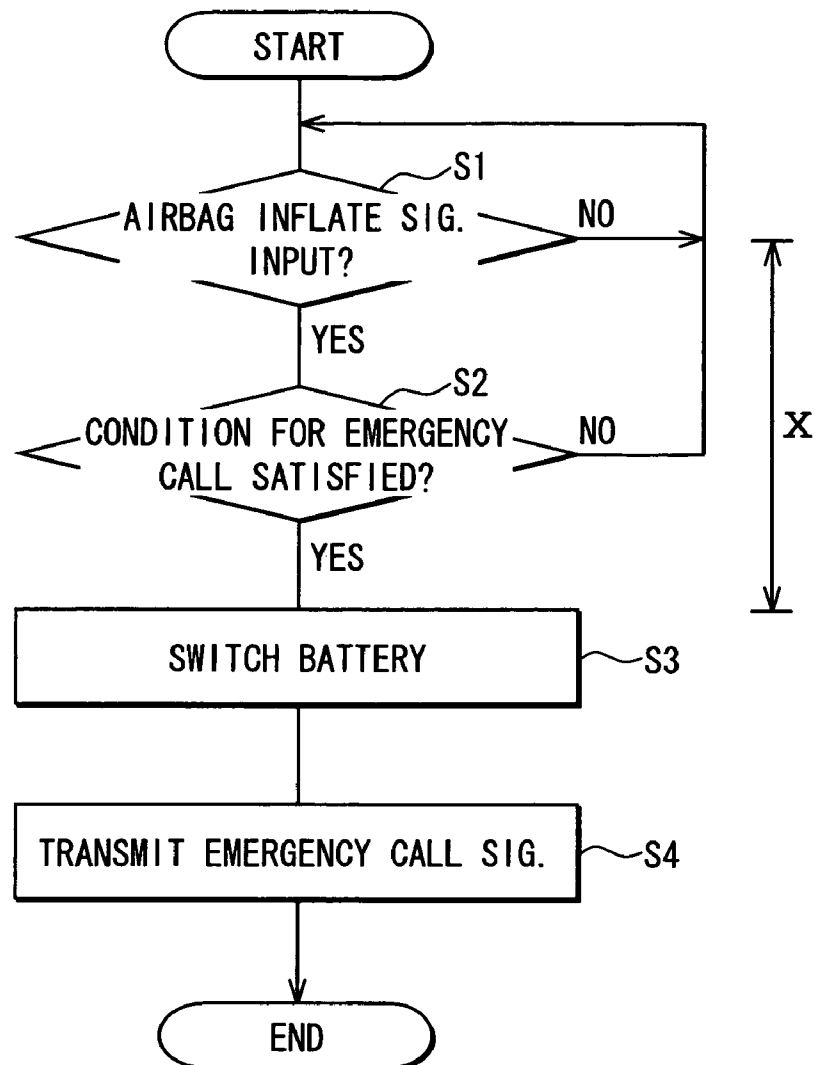 START
S1
AIRBAG INFLATE SIG.
INPUT?
NO
YES
S2
CONDITION FOR EMERGENCY
CALL SATISFIED?
NO
X
YES
SWITCH BATTERY
S3
TRANSMIT EMERGENCY CALL SIG.
S4
END